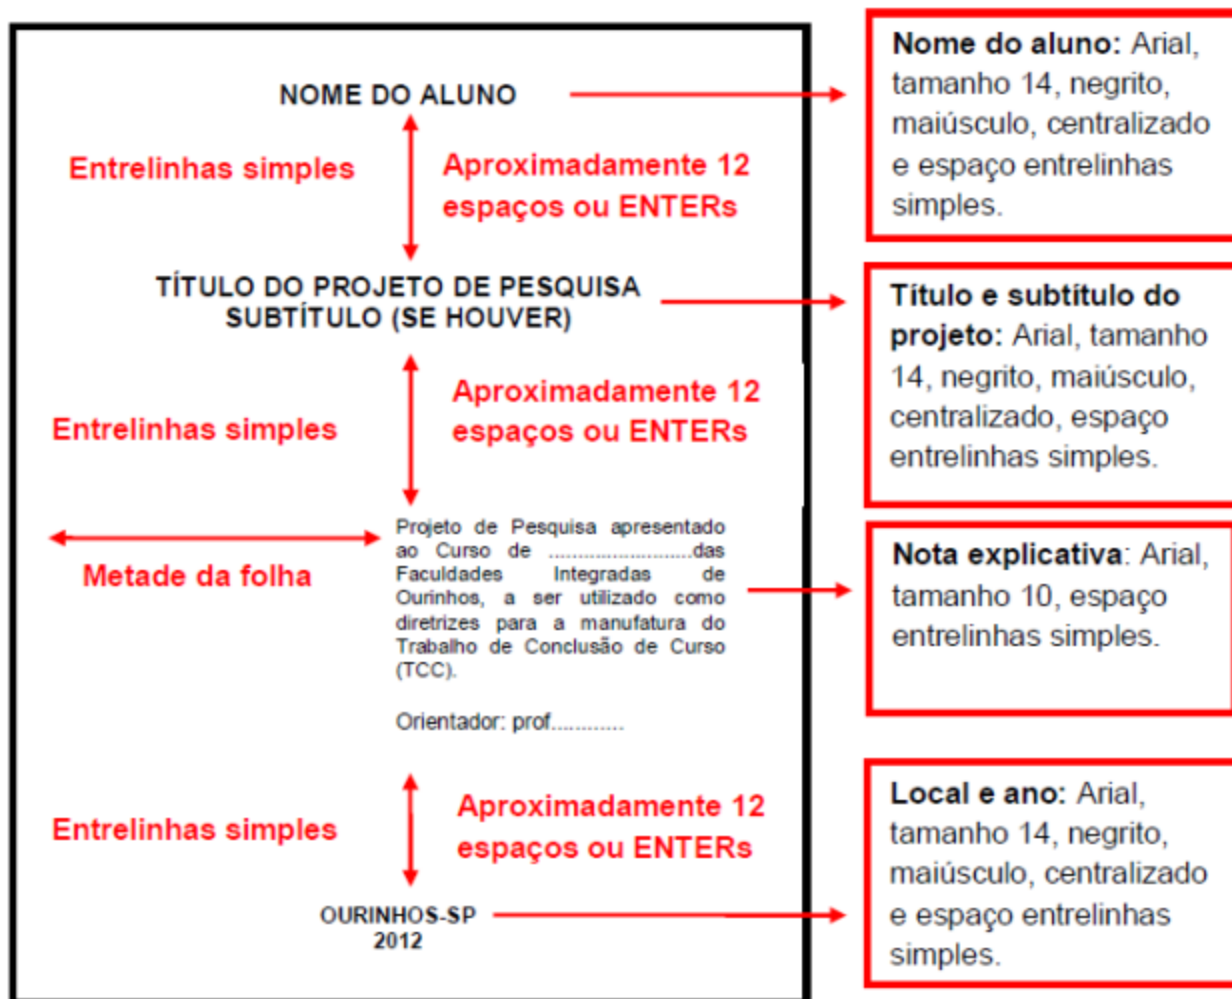 NOME DO ALUNO
Entrelinhas simples
Aproximadamente 12
espaços ou ENTERs
TÍTULO DO PROJETO DE PESQUISA
SUBTÍTULO (SE HOUVER)
Entrelinhas simples
Aproximadamente 12
espaços ou ENTERs
Metade da folha
Projeto de Pesquisa apresentado
ao Curso de ........................das
Faculdades Integradas de
Ourinhos, a ser utilizado como
diretrizes para a manufatura do
Trabalho de Conclusão de Curso
(TCC).
Orientador: prof............
Entrelinhas simples
Aproximadamente 12
espaços ou ENTERs
OURINHOS-SP
2012
Nome do aluno: Arial,
tamanho 14, negrito,
maiúsculo, centralizado
e espaço entrelinhas
simples.
Título e subtítulo do
projeto: Arial, tamanho
14, negrito, maiúsculo,
centralizado, espaço
entrelinhas simples.
Nota explicativa: Arial,
tamanho 10, espaço
entrelinhas simples.
Local e ano: Arial,
tamanho 14, negrito,
maiúsculo, centralizado
e espaço entrelinhas
simples.